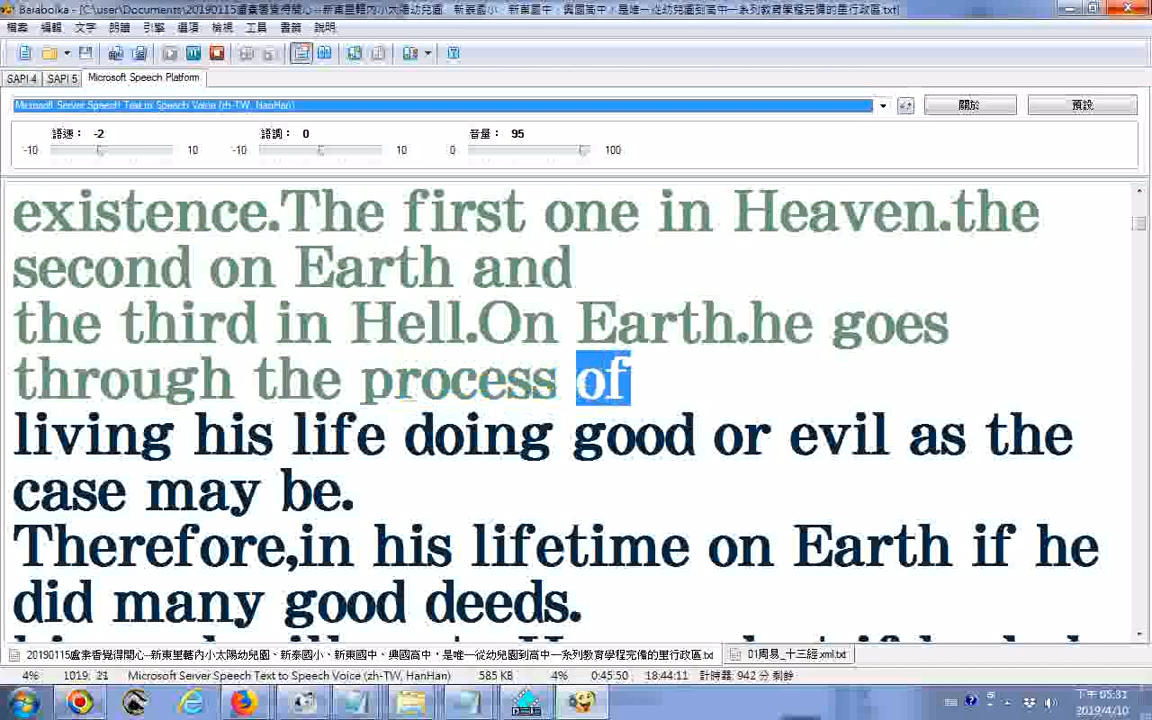 Balabolka - [C:\user\Documents\20190115盧素香覺得開心--新東里轄內小太陽幼兒園、新泰國小、新東國中、興國高中，是唯一從幼兒園到高中一系列教育學程完備的里行政區.txt]
檔案 編輯 文字 朗讀 引擎 選項 檢視 工具 書籤 說明
SAPI 4 SAPI 5 Microsoft Speech Platform
Microsoft Server Speech Text to Speech Voice (zh-TW, HanHan)
關於 預設
語速： -2 語調： 0 音量： 95
-10 10 -10 10 0 100
existence.The first one in Heaven.the
second on Earth and
the third in Hell.On Earth.he goes
through the process of
living his life doing good or evil as the
case may be.
Therefore,in his lifetime on Earth if he
did many good deeds.
20190115盧素香覺得開心--新東里轄內小太陽幼兒園、新泰國小、新東國中、興國高中，是唯一從幼兒園到高中一系列教育學程完備的里行政區.txt 01周易_十三經.xml.txt
4% 1019: 21 Microsoft Server Speech Text to Speech Voice (zh-TW, HanHan) 585 KB 4% 0:45:50 18:44:11 計時器: 942 分 剩餘
下午 05:31
2019/4/10